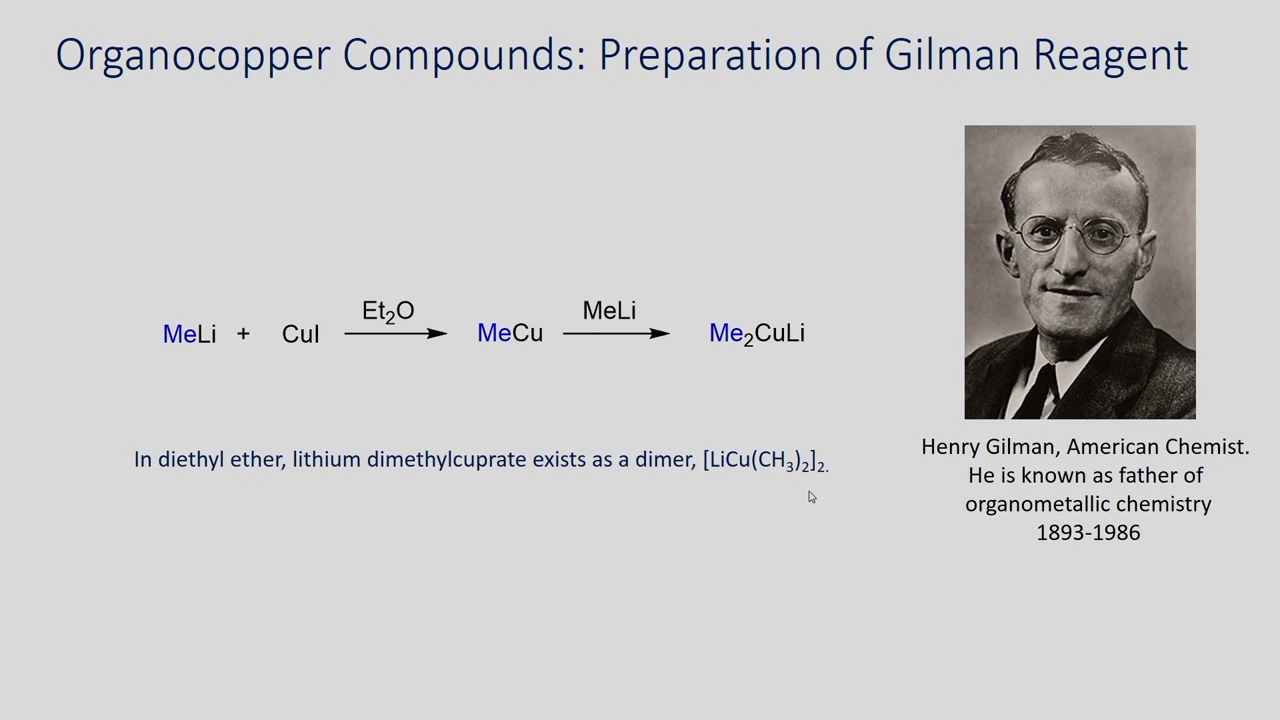 Organocopper Compounds: Preparation of Gilman Reagent
MeLi + CuI Et₂O MeCu MeLi Me₂CuLi
In diethyl ether, lithium dimethylcuprate exists as a dimer, [LiCu(CH₃)₂]₂.
Henry Gilman, American Chemist.
He is known as father of
organometallic chemistry
1893-1986